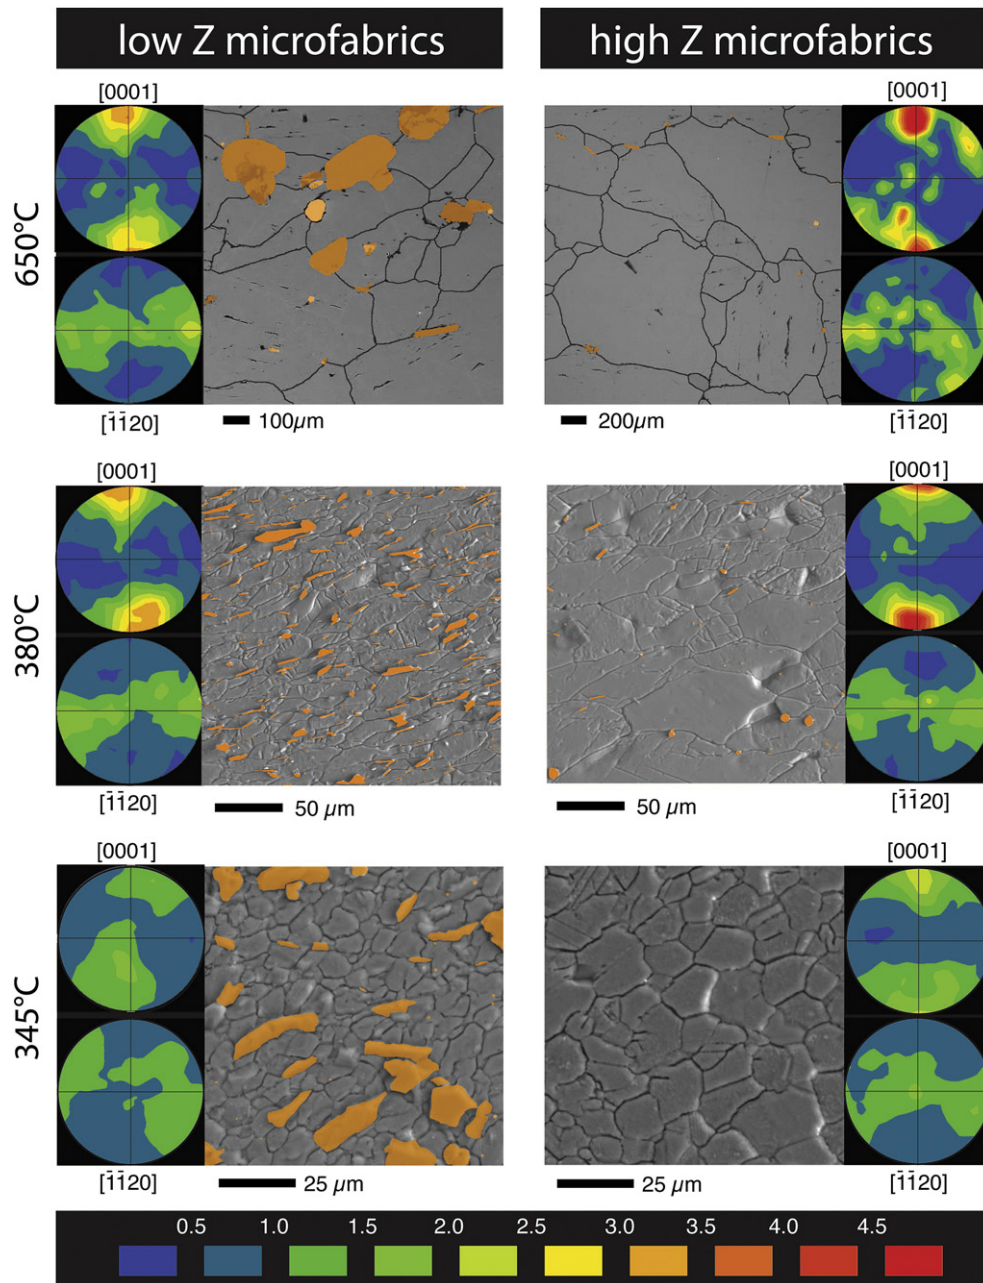 low Z microfabrics
high Z microfabrics
[0001]
[0001]
650°C
[1̄1̄20]
100µm
200µm
[1̄1̄20]
[0001]
[0001]
380°C
[1̄1̄20]
50 µm
50 µm
[1̄1̄20]
[0001]
[0001]
345°C
[1̄1̄20]
25 µm
25 µm
[1̄1̄20]
0.5 1.0 1.5 2.0 2.5 3.0 3.5 4.0 4.5